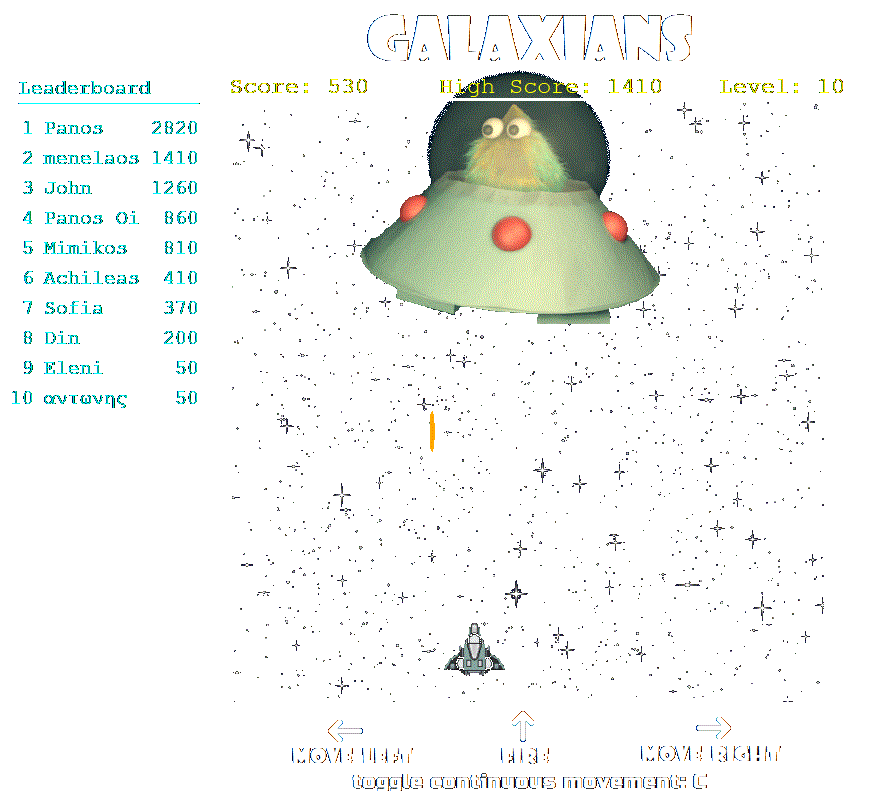 GALAXIANS
Leaderboard
Score: 530 High Score: 1410 Level: 10
1 Panos 2820
2 menelaos 1410
3 John 1260
4 Panos Oi 860
5 Mimikos 810
6 Achileas 410
7 Sofia 370
8 Din 200
9 Eleni 50
10 αντωνης 50
MOVE LEFT FIRE MOVE RIGHT
toggle continuous movement: C